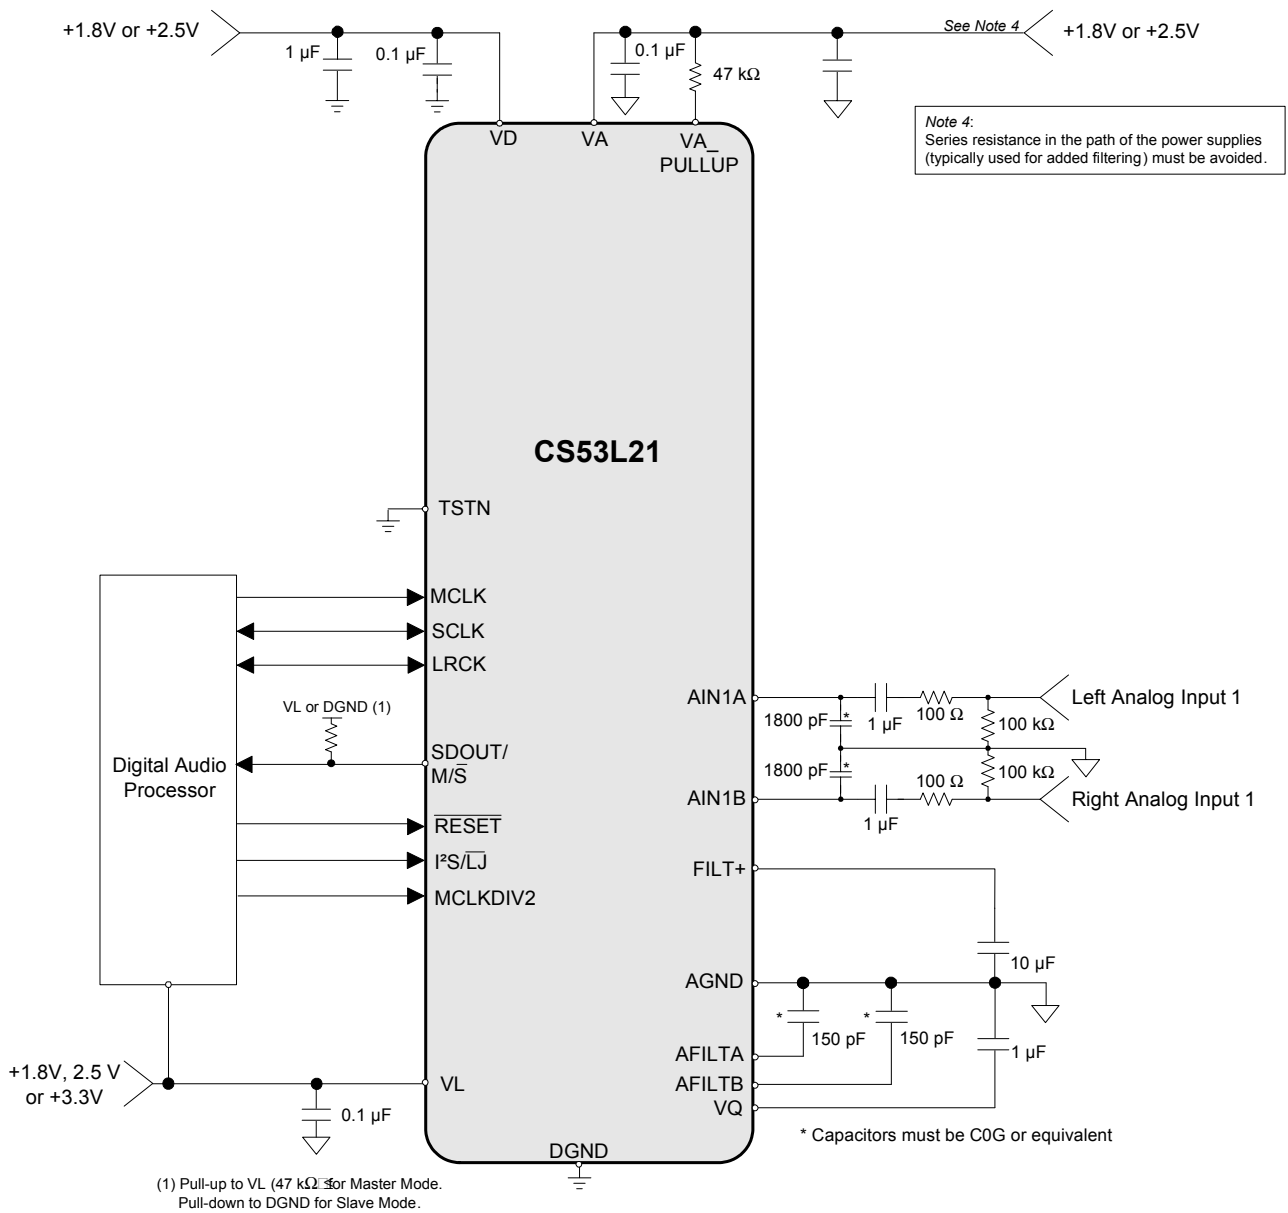 +1.8V or +2.5V
1 µF
0.1 µF
0.1 µF
47 kΩ
See Note 4
+1.8V or +2.5V
Note 4:
Series resistance in the path of the power supplies
(typically used for added filtering) must be avoided.
VD
VA
VA_
PULLUP
CS53L21
TSTN
MCLK
SCLK
LRCK
VL or DGND (1)
SDOUT/
M/S̅
Digital Audio
Processor
R̅E̅S̅E̅T̅
I²S/L̅J̅
MCLKDIV2
AIN1A
1800 pF
*
1 µF
100 Ω
100 kΩ
Left Analog Input 1
1800 pF
*
AIN1B
1 µF
100 Ω
100 kΩ
Right Analog Input 1
FILT+
10 µF
AGND
*
150 pF
*
150 pF
1 µF
AFILTA
AFILTB
VQ
* Capacitors must be C0G or equivalent
+1.8V, 2.5 V
or +3.3V
VL
0.1 µF
DGND
(1) Pull-up to VL (47 kΩ for Master Mode.
Pull-down to DGND for Slave Mode.